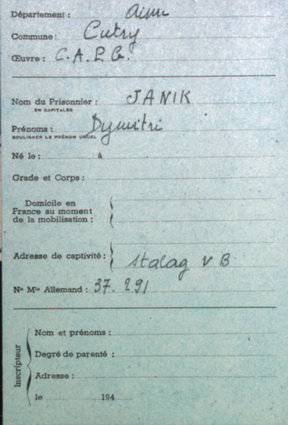 Département : Aisne
Commune : Cutry
Œuvre : C.A.P.G.
Nom du Prisonnier : JANIK
EN CAPITALES
Prénoms : Dymitri
SOULIGNER LE PRÉNOM USUEL
Né le : à
Grade et Corps :
Domicile en
France au moment
de la mobilisation :
Adresse de captivité : Stalag V B
No Mle Allemand : 37.291
Inscripteur
Nom et prénoms :
Degré de parenté :
Adresse :
le 194